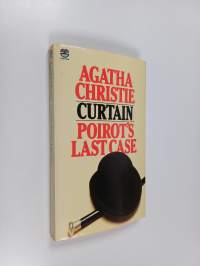 AGATHA
CHRISTIE
CURTAIN
POIROT'S
LAST CASE